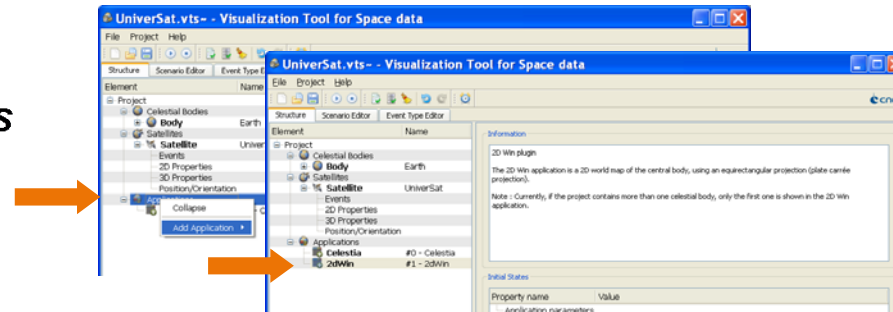 UniverSat.vts~ - Visualization Tool for Space data
File Project Help
Structure Scenario Editor Event Type E
Element Name
Project
Celestial Bodies
Body Earth
Satellites
Satellite Univer
Events
2D Properties
3D Properties
Position/Orientation
Collapse
Add Application
s
UniverSat.vts~ - Visualization Tool for Space data
File Project Help
cne
Structure Scenario Editor Event Type Editor
Element Name
Project
Celestial Bodies
Body Earth
Satellites
Satellite UniverSat
Events
2D Properties
3D Properties
Position/Orientation
Applications
Celestia #0 - Celestia
2dWin #1 - 2dWin
Information
2D Win plugin
The 2D Win application is a 2D world map of the central body, using an equirectangular projection (plate carrée
projection).
Note : Currently, if the project contains more than one celestial body, only the first one is shown in the 2D Win
application.
Initial States
Property name Value
Application parameters